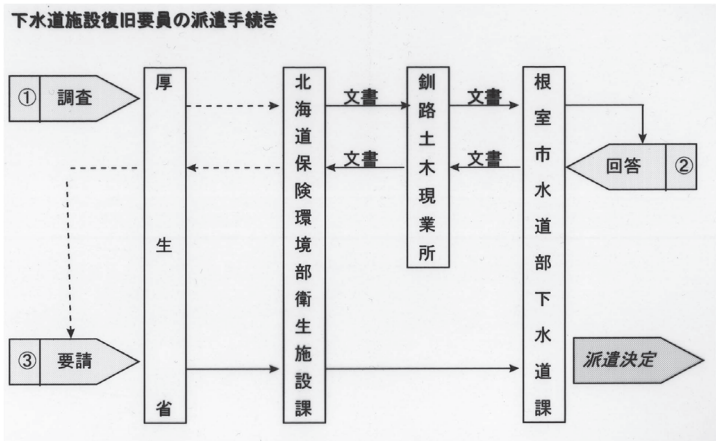 下水道施設復旧要員の派遣手続き
① 調査
厚生省
北海道保険環境部衛生施設課
文書
釧路土木現業所
文書
根室市水道部下水道課
文書
文書
回答 ②
③ 要請
派遣決定